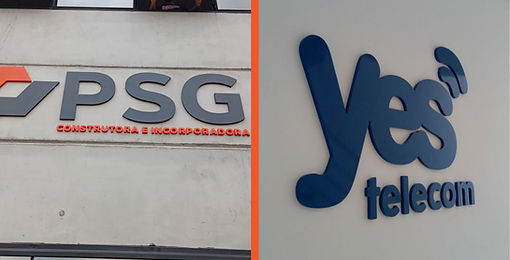 PSG
CONSTRUTORA E INCORPORADORA
yes
telecom